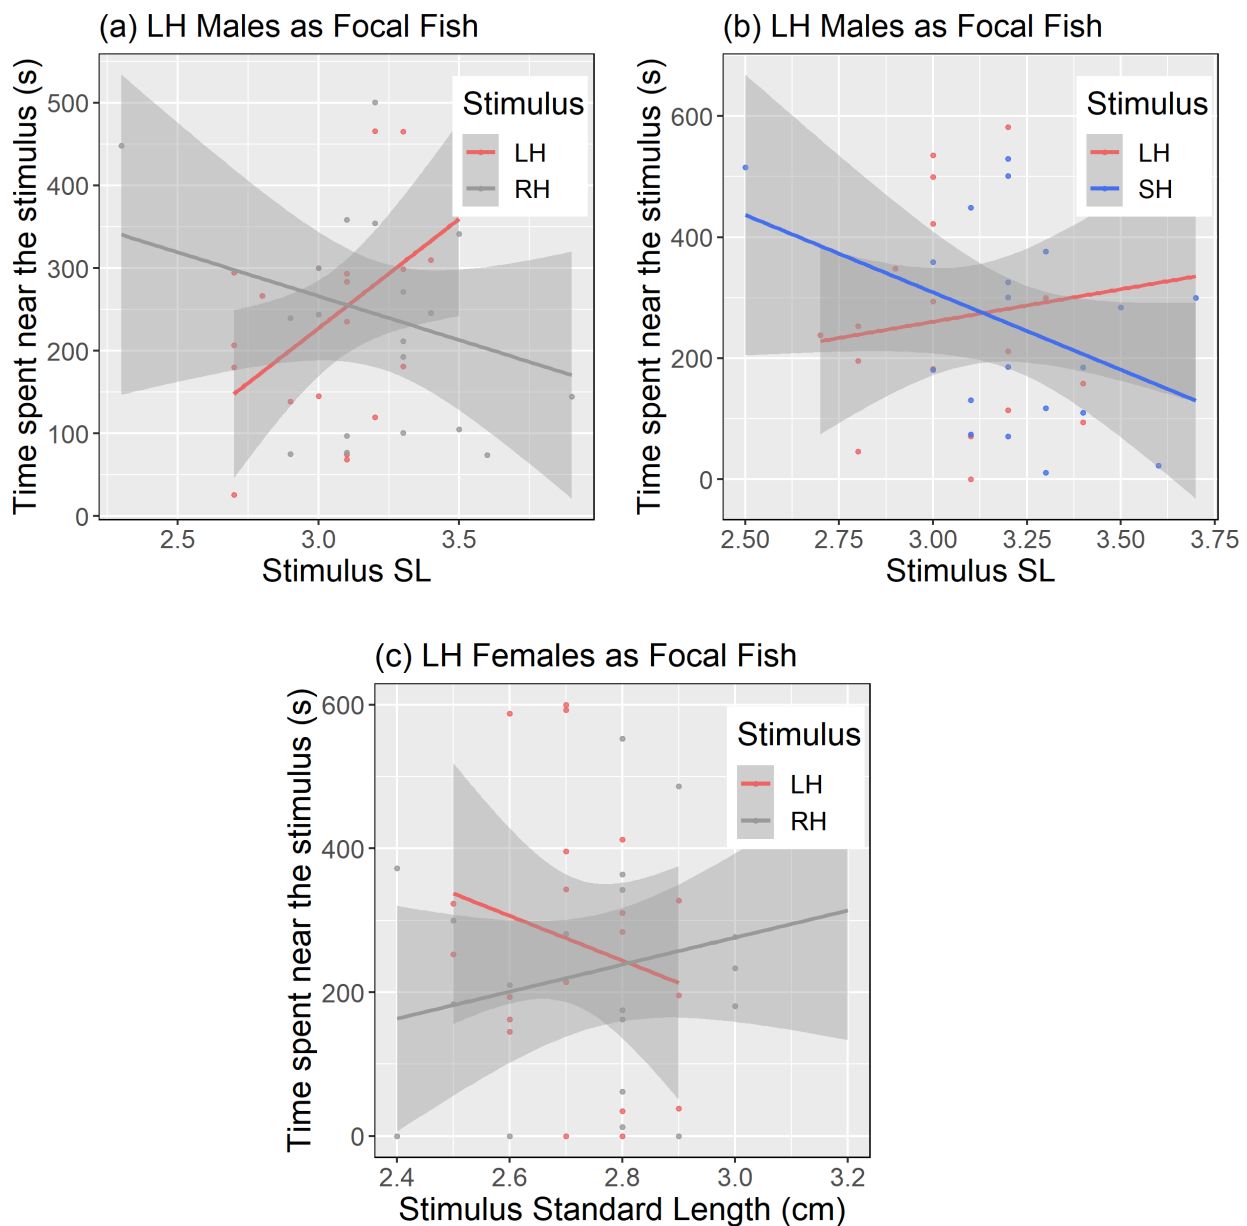 (a) LH Males as Focal Fish
Time spent near the stimulus (s)
500
400
300
200
100
0
2.5 3.0 3.5
Stimulus SL
Stimulus
LH
RH
(b) LH Males as Focal Fish
Time spent near the stimulus (s)
600
400
200
0
2.50 2.75 3.00 3.25 3.50 3.75
Stimulus SL
Stimulus
LH
SH
(c) LH Females as Focal Fish
Time spent near the stimulus (s)
600
400
200
0
2.4 2.6 2.8 3.0 3.2
Stimulus Standard Length (cm)
Stimulus
LH
RH